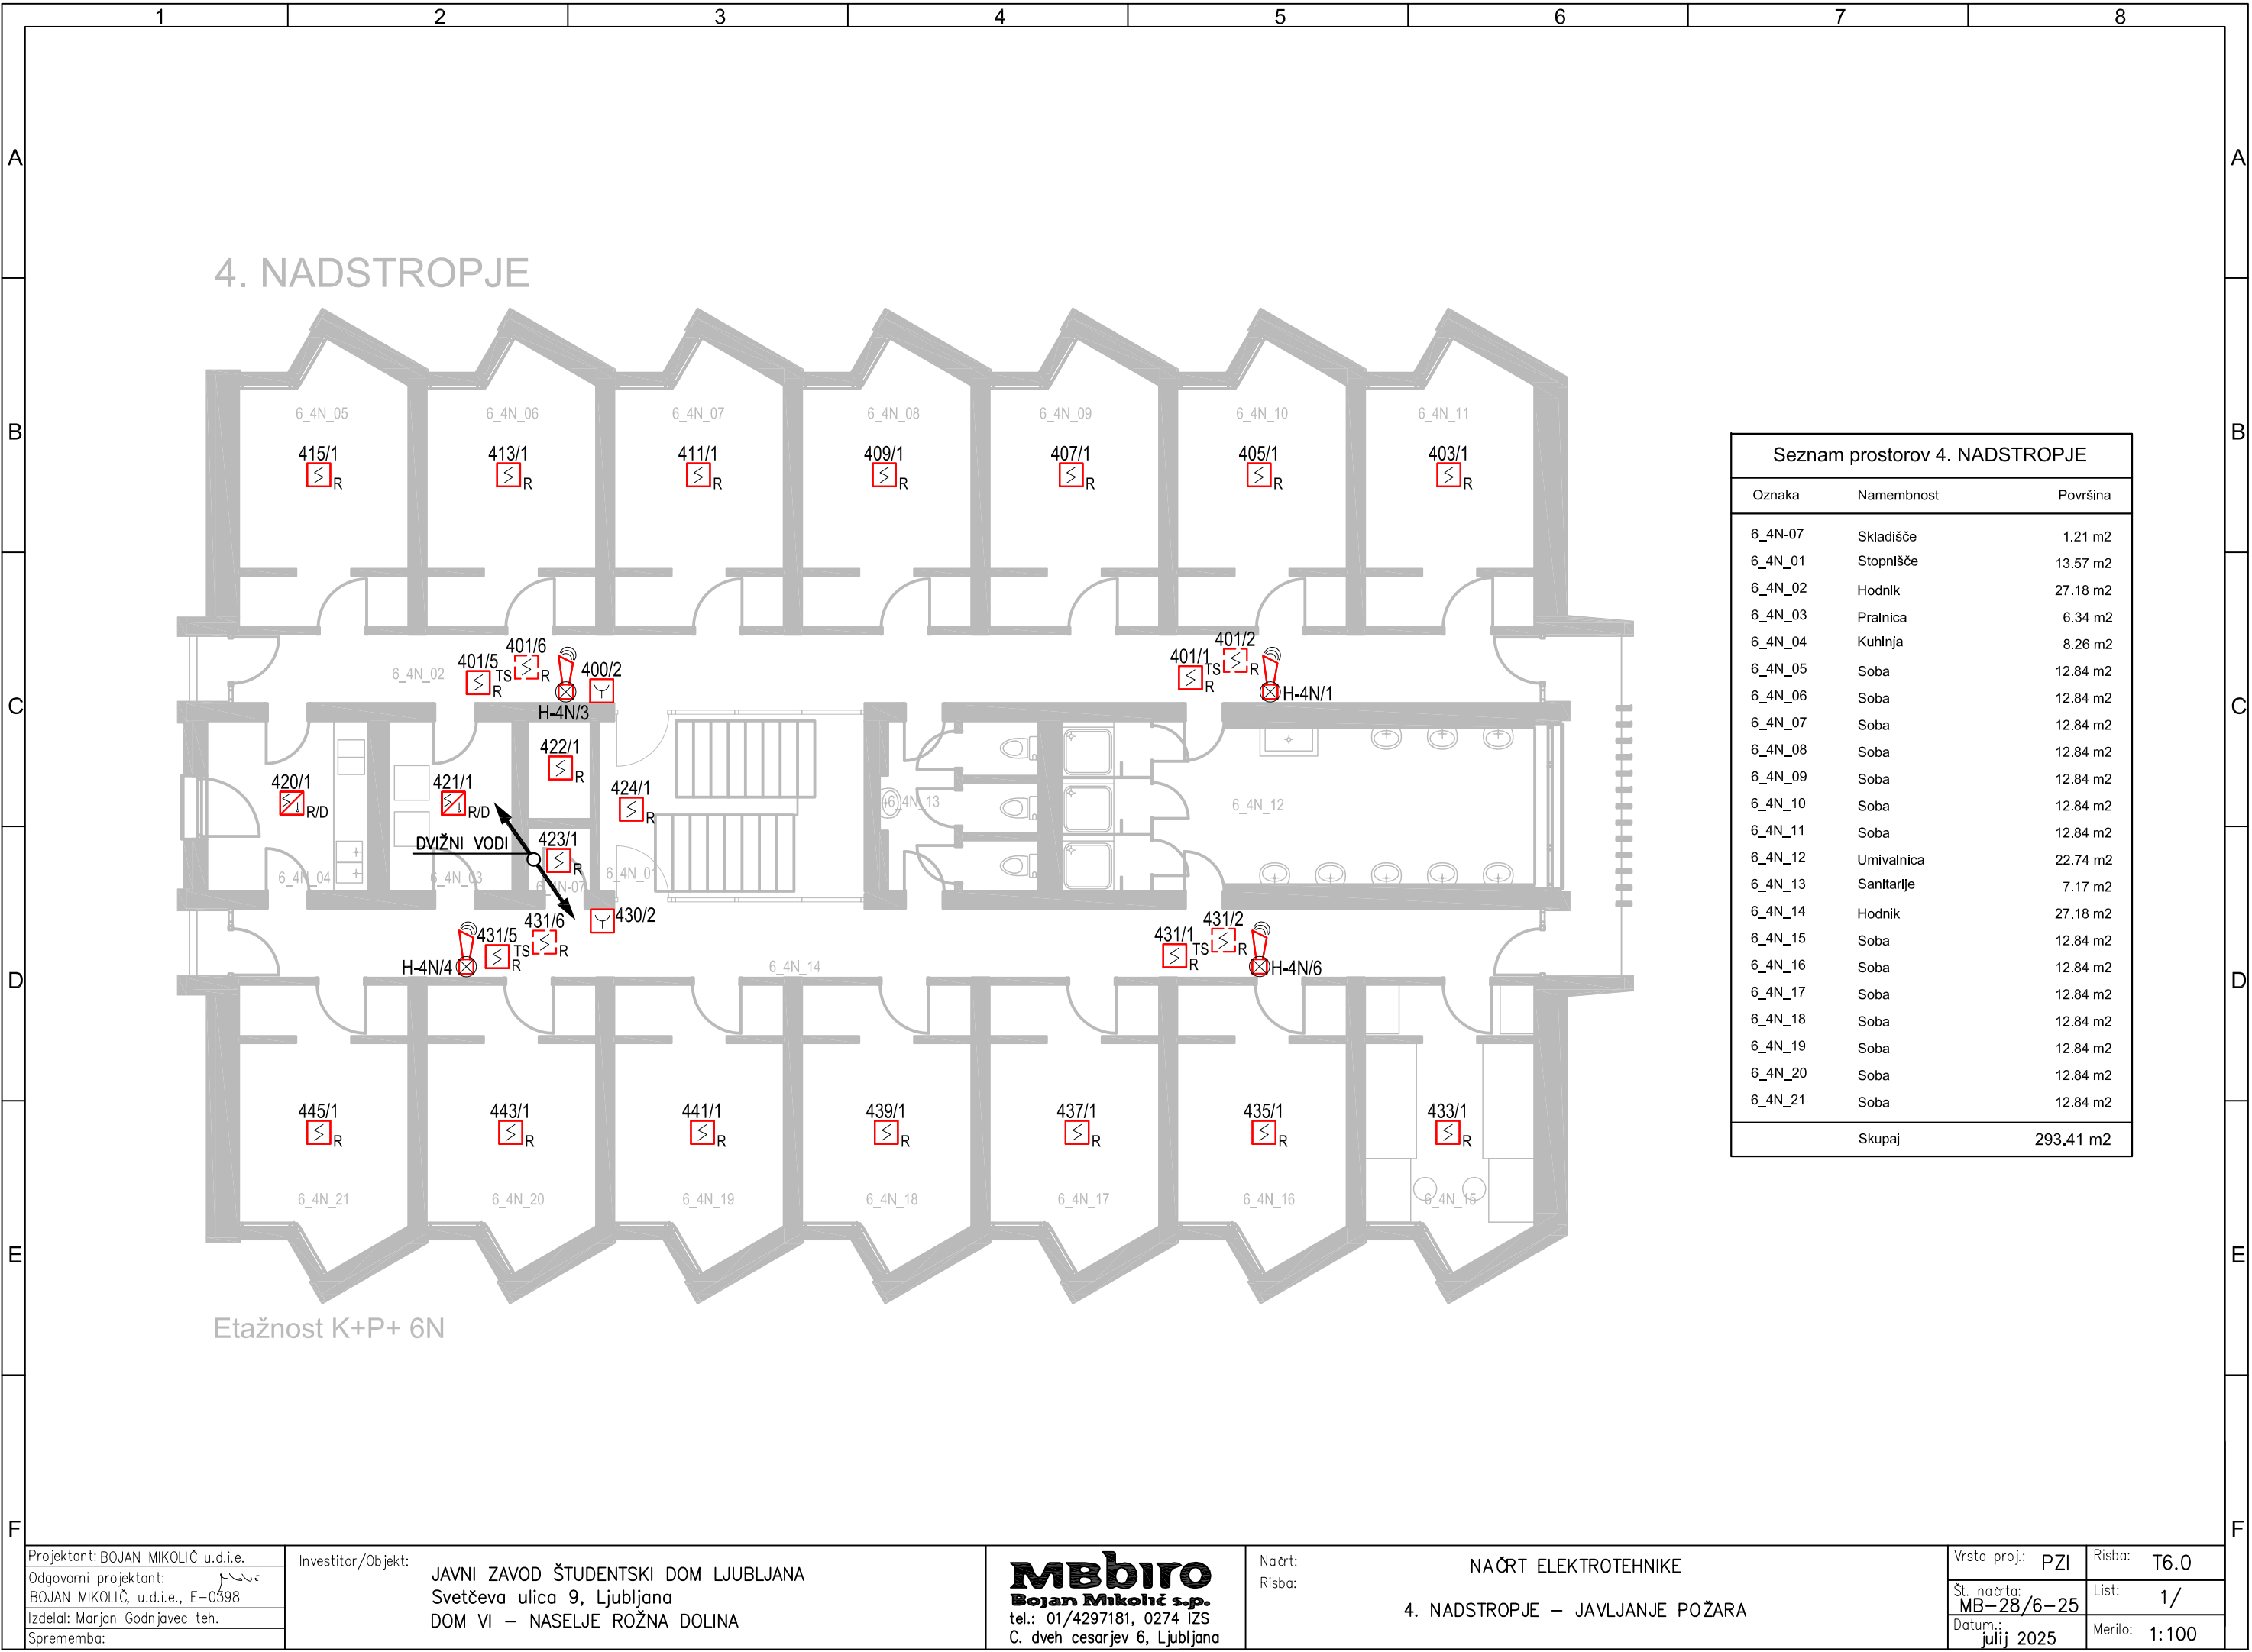 1 2 3 4 5 6 7 8
A A
4. NADSTROPJE
B B
6_4N_05 6_4N_06 6_4N_07 6_4N_08 6_4N_09 6_4N_10 6_4N_11
415/1 413/1 411/1 409/1 407/1 405/1 403/1
R R R R R R R
C C
6_4N_02
401/5 TS R
401/6 R
400/2
H-4N/3
401/1 TS R
401/2 R
H-4N/1
422/1 R
420/1 R/D
421/1 R/D
424/1 R
DVIŽNI VODI
423/1 R
6_4N_04 6_4N_03 6_4N-07 6_4N_01 6_4N_13 6_4N_12
430/2
431/5 TS R
431/6 R
H-4N/4
6_4N_14
431/1 TS R
431/2 R
H-4N/6
D D
445/1 443/1 441/1 439/1 437/1 435/1 433/1
R R R R R R R
6_4N_21 6_4N_20 6_4N_19 6_4N_18 6_4N_17 6_4N_16 6_4N_15
E E
Etažnost K+P+ 6N
F F
Seznam prostorov 4. NADSTROPJE
Oznaka Namembnost Površina
6_4N-07 Skladišče 1.21 m2
6_4N_01 Stopnišče 13.57 m2
6_4N_02 Hodnik 27.18 m2
6_4N_03 Pralnica 6.34 m2
6_4N_04 Kuhinja 8.26 m2
6_4N_05 Soba 12.84 m2
6_4N_06 Soba 12.84 m2
6_4N_07 Soba 12.84 m2
6_4N_08 Soba 12.84 m2
6_4N_09 Soba 12.84 m2
6_4N_10 Soba 12.84 m2
6_4N_11 Soba 12.84 m2
6_4N_12 Umivalnica 22.74 m2
6_4N_13 Sanitarije 7.17 m2
6_4N_14 Hodnik 27.18 m2
6_4N_15 Soba 12.84 m2
6_4N_16 Soba 12.84 m2
6_4N_17 Soba 12.84 m2
6_4N_18 Soba 12.84 m2
6_4N_19 Soba 12.84 m2
6_4N_20 Soba 12.84 m2
6_4N_21 Soba 12.84 m2
Skupaj 293.41 m2
Projektant: BOJAN MIKOLIČ u.d.i.e.
Odgovorni projektant:
BOJAN MIKOLIČ, u.d.i.e., E-0598
Izdelal: Marjan Godnjavec teh.
Sprememba:
Investitor/Objekt:
JAVNI ZAVOD ŠTUDENTSKI DOM LJUBLJANA
Svetčeva ulica 9, Ljubljana
DOM VI – NASELJE ROŽNA DOLINA
MBbiro
Bojan Mikolič s.p.
tel.: 01/4297181, 0274 IZS
C. dveh cesarjev 6, Ljubljana
Načrt: NAČRT ELEKTROTEHNIKE
Risba:
4. NADSTROPJE – JAVLJANJE POŽARA
Vrsta proj.: PZI
Št. načrta:
MB-28/6-25
Datum.:
julij 2025
Risba: T6.0
List: 1/
Merilo: 1:100